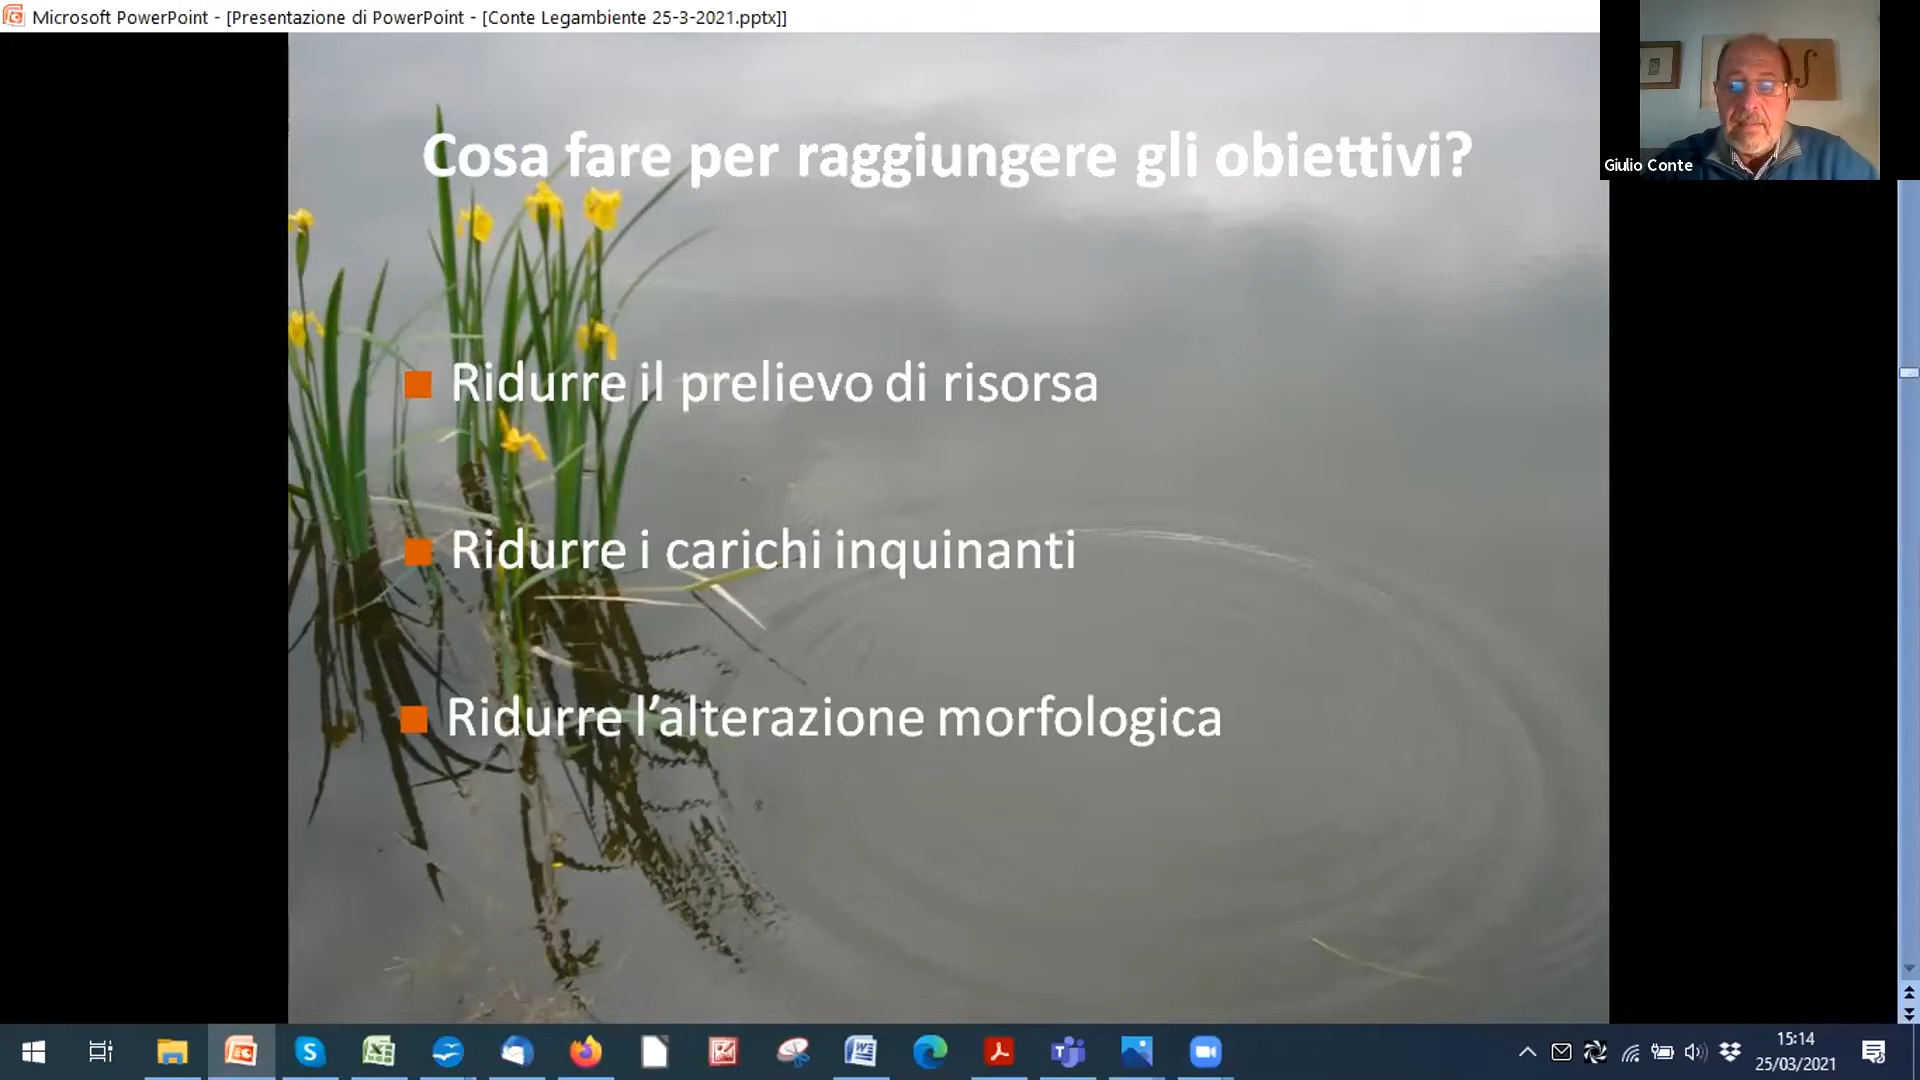 Microsoft PowerPoint - [Presentazione di PowerPoint - [Conte Legambiente 25-3-2021.pptx]]
Giulio Conte
Cosa fare per raggiungere gli obiettivi?
Ridurre il prelievo di risorsa
Ridurre i carichi inquinanti
Ridurre l’alterazione morfologica
15:14
25/03/2021